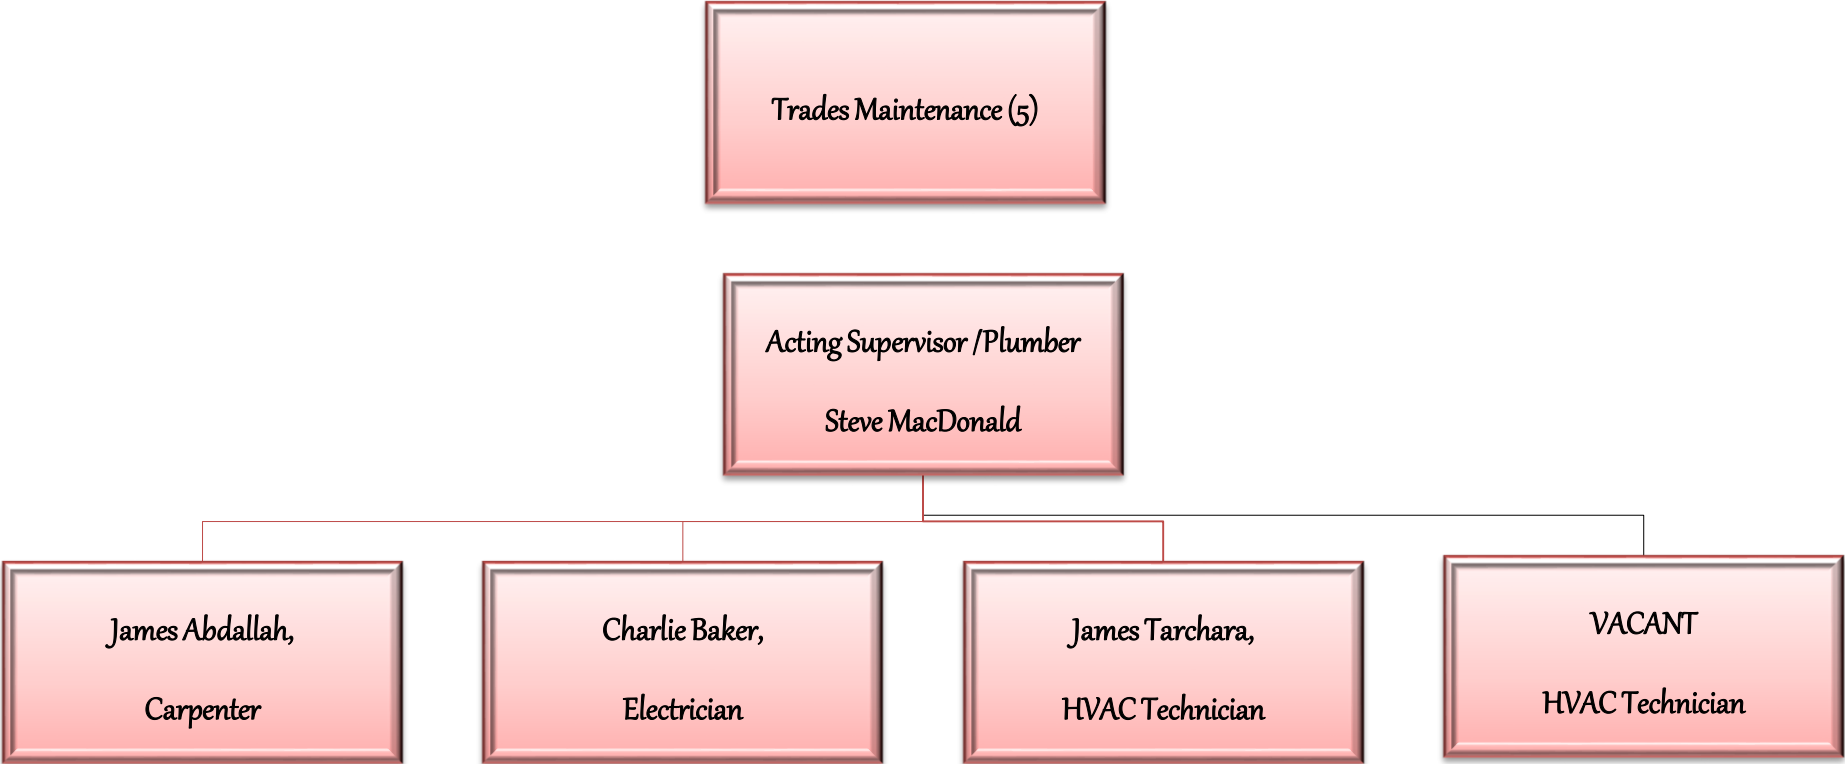 Trades Maintenance (5)
Acting Supervisor /Plumber
Steve MacDonald
James Abdallah,
Carpenter
Charlie Baker,
Electrician
James Tarchara,
HVAC Technician
VACANT
HVAC Technician